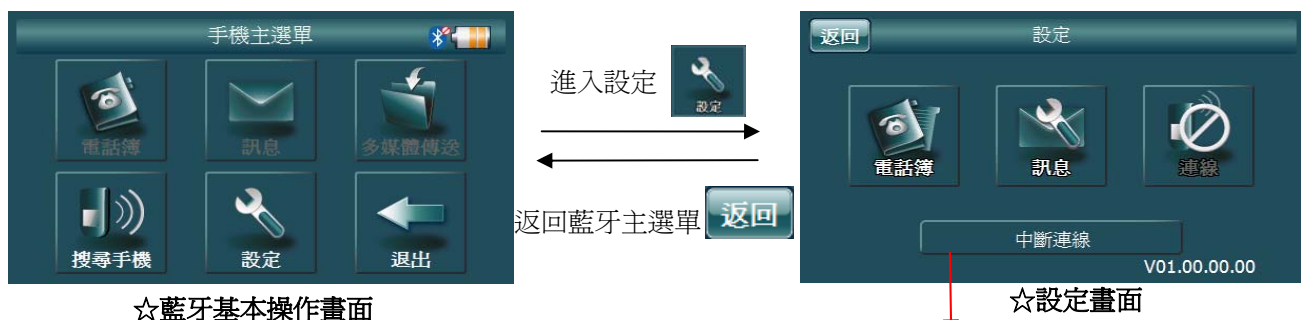 手機主選單
電話簿
訊息
多媒體傳送
搜尋手機
設定
退出
☆藍牙基本操作畫面
進入設定
設定
返回藍牙主選單
返回
返回
設定
電話簿
訊息
連線
中斷連線
V01.00.00.00
☆設定畫面